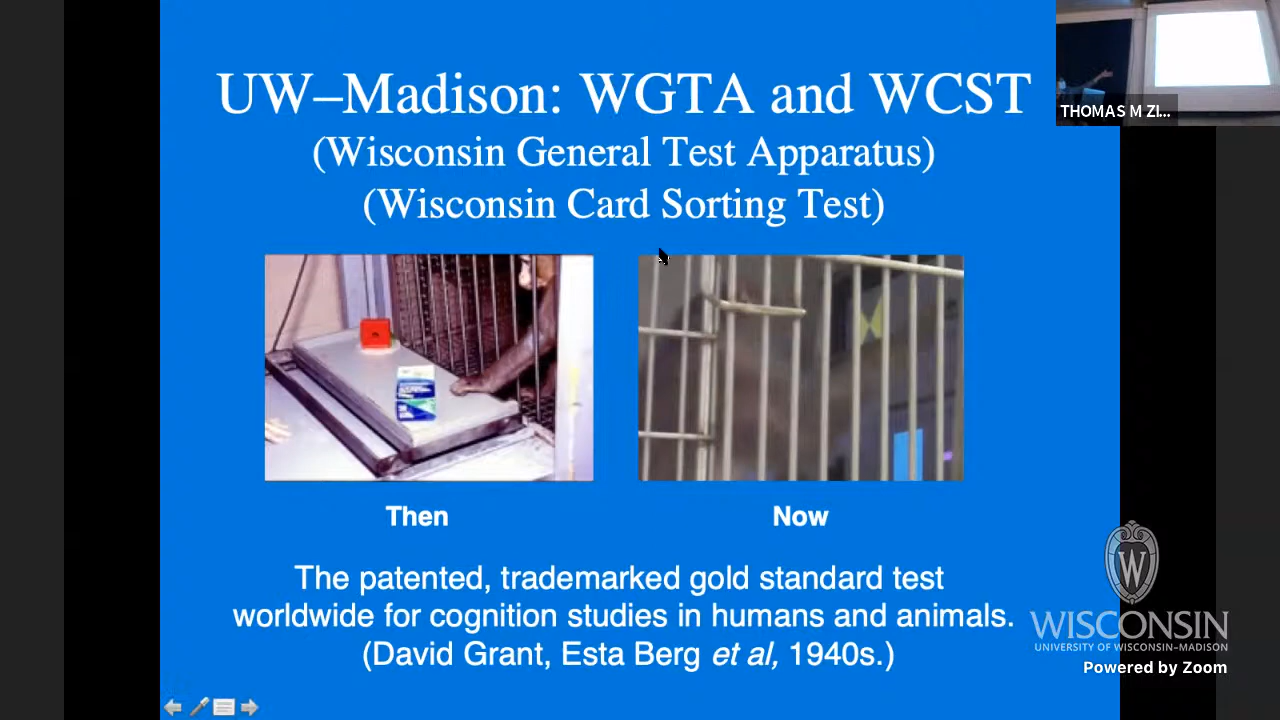 UW–Madison: WGTA and WCST
(Wisconsin General Test Apparatus)
(Wisconsin Card Sorting Test)
THOMAS M ZI...
Then
Now
The patented, trademarked gold standard test
worldwide for cognition studies in humans and animals.
(David Grant, Esta Berg et al, 1940s.)
W
WISCONSIN
UNIVERSITY OF WISCONSIN–MADISON
Powered by Zoom